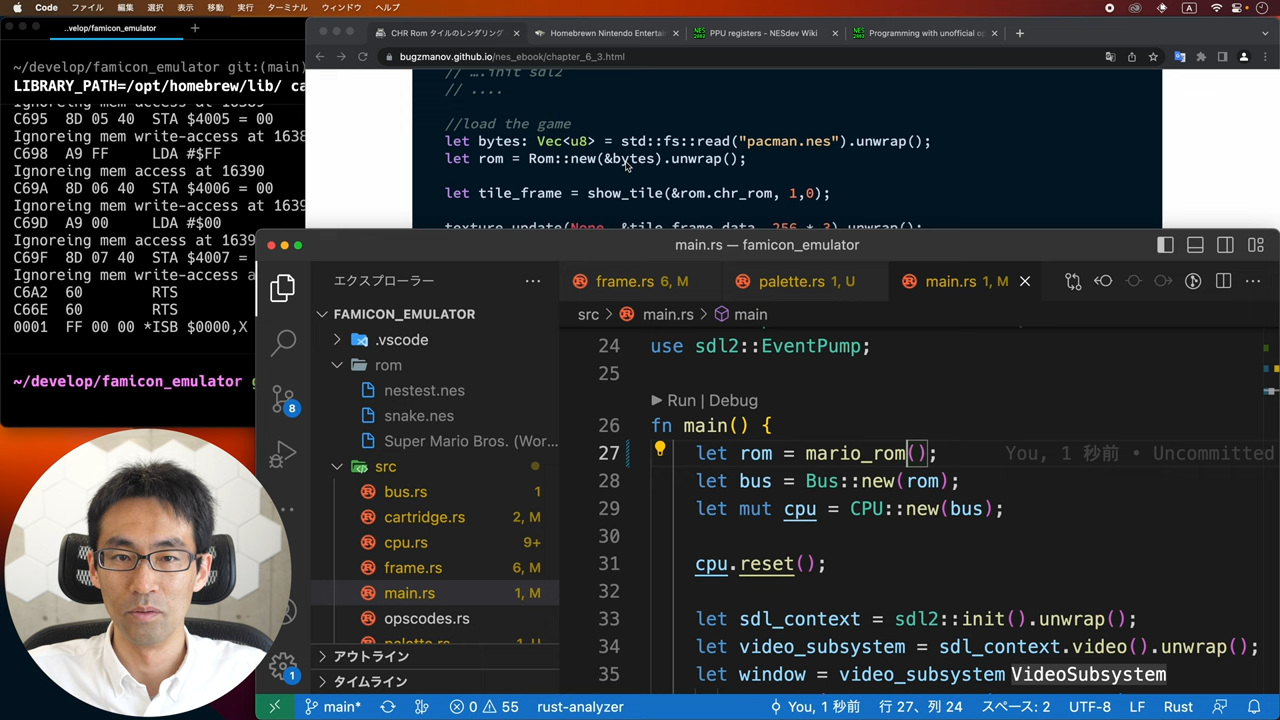 Code ファイル 編集 選択 表示 移動 実行 ターミナル ウィンドウ ヘルプ
..velop/famicon_emulator
~/develop/famicon_emulator git:(main)
LIBRARY_PATH=/opt/homebrew/lib/ ca
Ignoreing mem access at 16389
C695 8D 05 40 STA $4005 = 00
Ignoreing mem write-access at 1638
C698 A9 FF LDA #$FF
Ignoreing mem access at 16390
C69A 8D 06 40 STA $4006 = 00
Ignoreing mem write-access at 1639
C69D A9 00 LDA #$00
Ignoreing mem access at 1639
C69F 8D 07 40 STA $4007 =
Ignoreing mem write-access a
C6A2 60 RTS
C66E 60 RTS
0001 FF 00 00 *ISB $0000,X
~/develop/famicon_emulator g
CHR Rom タイルのレンダリング
Homebrew Nintendo Entertai
PPU registers - NESdev Wiki
Programming with unofficial op
bugzmanov.github.io/nes_ebook/chapter_6_3.html
// ….init sdl2
// ....
//load the game
let bytes: Vec<u8> = std::fs::read("pacman.nes").unwrap();
let rom = Rom::new(&bytes).unwrap();
let tile_frame = show_tile(&rom.chr_rom, 1,0);
texture.update(None, &tile_frame.data, 256 * 3).unwrap();
main.rs — famicon_emulator
エクスプローラー
frame.rs 6, M
palette.rs 1, U
main.rs 1, M
src > main.rs > main
FAMICON_EMULATOR
.vscode
rom
nestest.nes
snake.nes
Super Mario Bros. (Wor...
src
bus.rs 1
cartridge.rs 2, M
cpu.rs 9+
frame.rs 6, M
main.rs 1, M
opscodes.rs
palette.rs 1, U
アウトライン
タイムライン
8
1
24 use sdl2::EventPump;
25
Run | Debug
26 fn main() {
27 let rom = mario_rom(); You, 1 秒前 • Uncommitted
28 let bus = Bus::new(rom);
29 let mut cpu = CPU::new(bus);
30
31 cpu.reset();
32
33 let sdl_context = sdl2::init().unwrap();
34 let video_subsystem = sdl_context.video().unwrap();
35 let window = video_subsystem VideoSubsystem
main* 0 55 rust-analyzer You, 1 秒前 行 27、列 24 スペース: 2 UTF-8 LF Rust